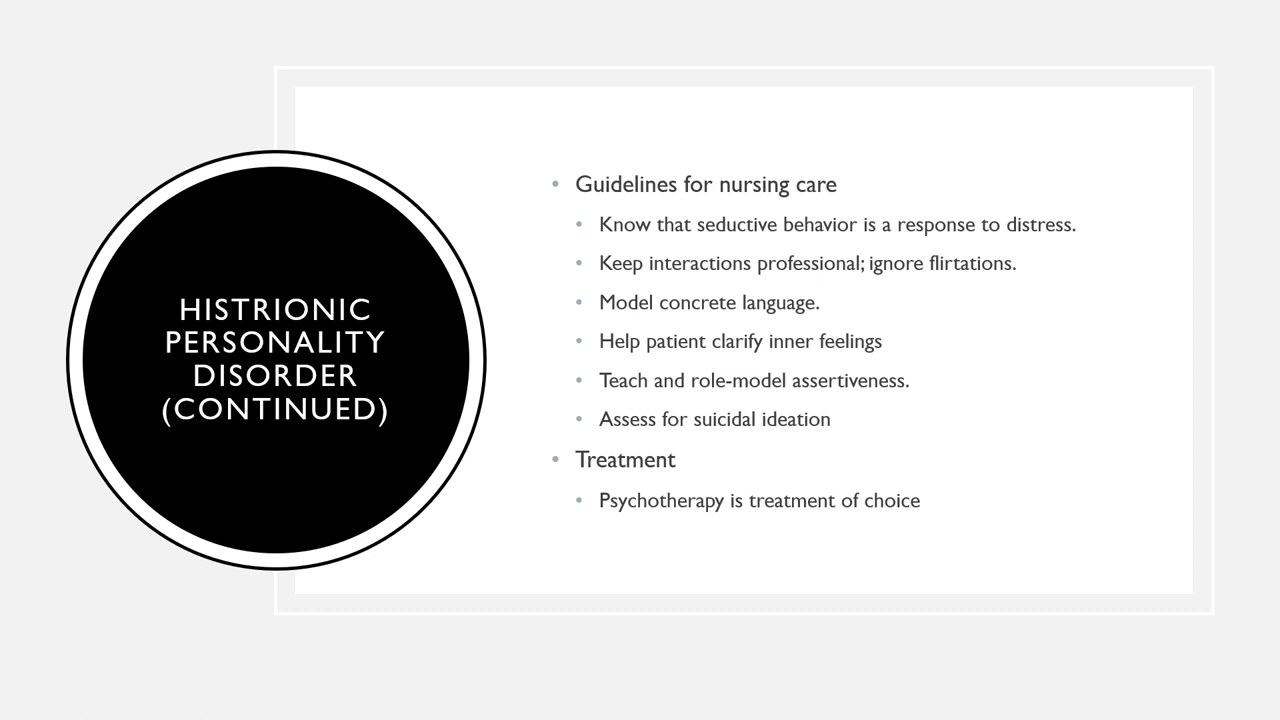 HISTRIONIC
PERSONALITY
DISORDER
(CONTINUED)
• Guidelines for nursing care
• Know that seductive behavior is a response to distress.
• Keep interactions professional; ignore flirtations.
• Model concrete language.
• Help patient clarify inner feelings
• Teach and role-model assertiveness.
• Assess for suicidal ideation
• Treatment
• Psychotherapy is treatment of choice